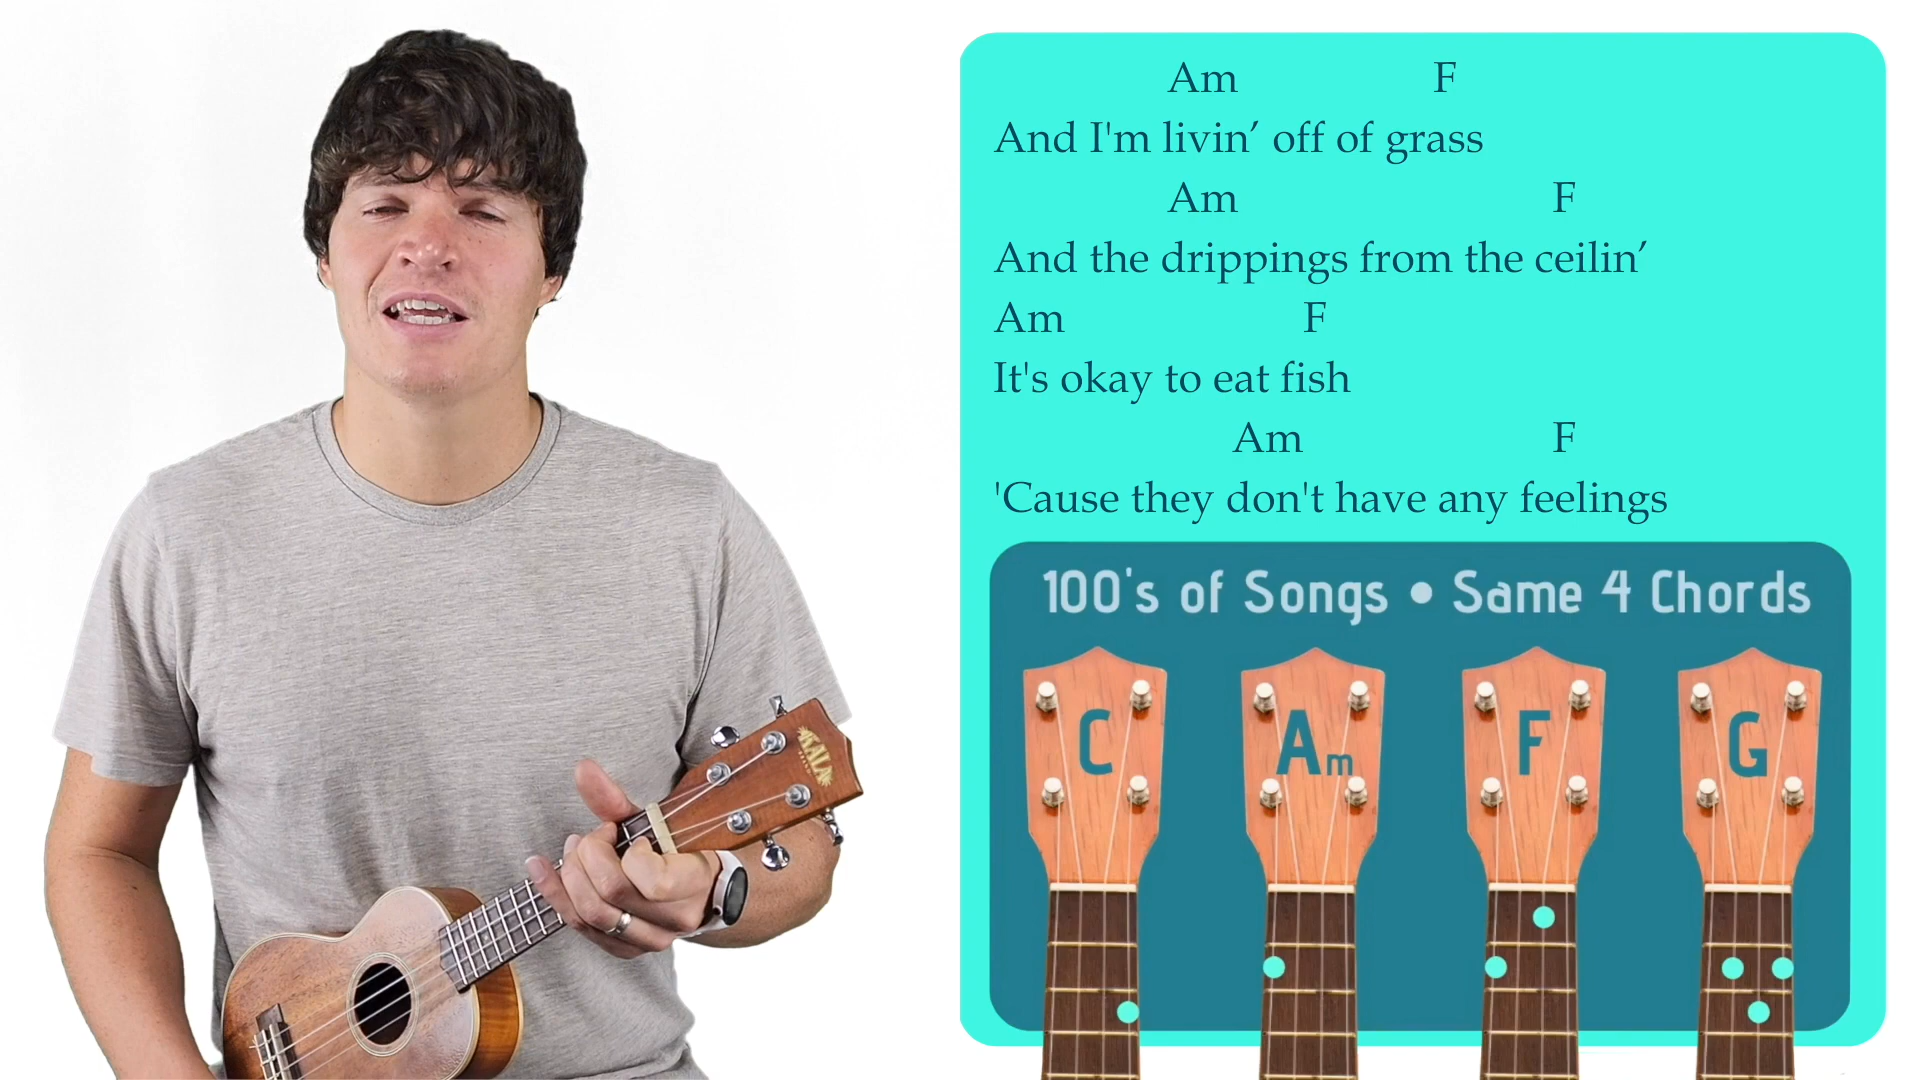 Am F
And I'm livin’ off of grass
Am F
And the drippings from the ceilin’
Am F
It's okay to eat fish
Am F
'Cause they don't have any feelings
100's of Songs • Same 4 Chords
C Am F G
KALA